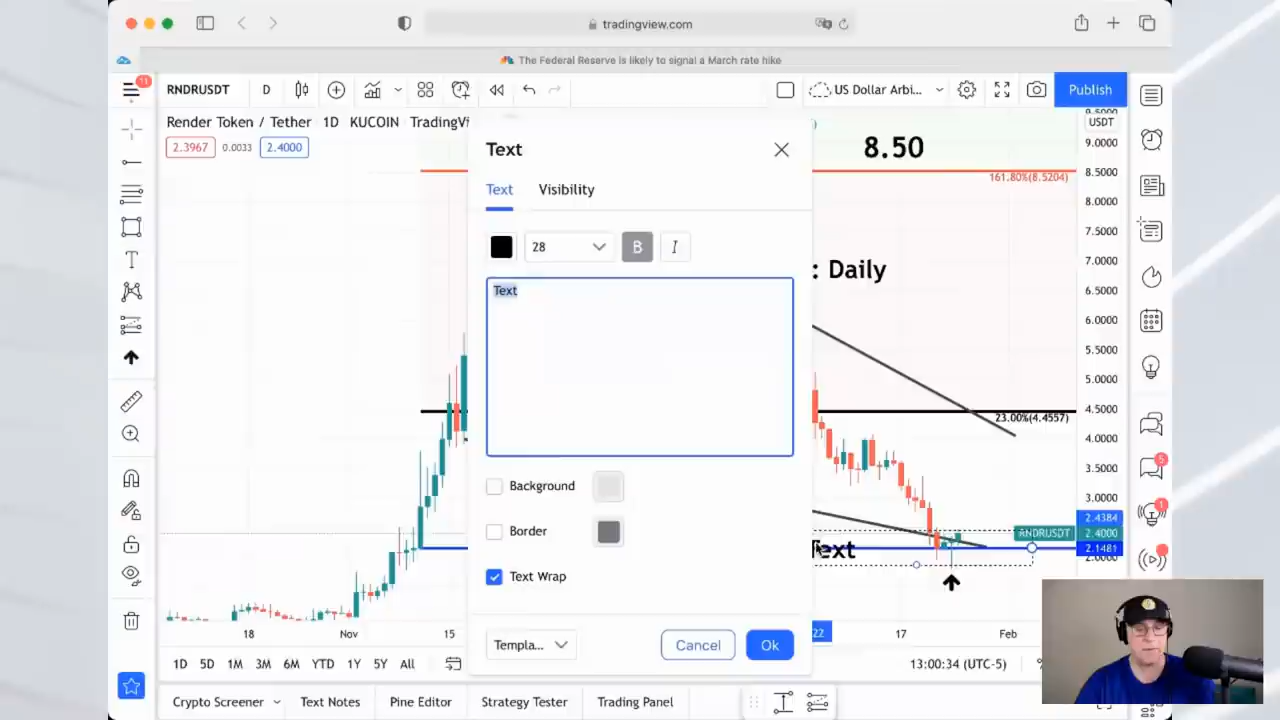 tradingview.com
The Federal Reserve is likely to signal a March rate hike
11
RNDRUSDT
D
US Dollar Arbi...
Publish
Render Token / Tether 1D KUCOIN TradingVi
USDT
2.3967
0.0033
2.4000
Text
8.50
161.80%(8.5204)
Text
Visibility
28
B
I
Text
: Daily
23.00%(4.4557)
9.0000
8.5000
8.0000
7.5000
7.0000
6.5000
6.0000
5.5000
5.0000
4.5000
4.0000
3.5000
3.0000
2.4384
RNDRUSDT
2.4000
2.1481
2.0000
5
1
Background
Border
Text Wrap
Text
18
Nov
15
22
17
Feb
Templa...
Cancel
Ok
1D
5D
1M
3M
6M
YTD
1Y
5Y
All
13:00:34 (UTC-5)
Crypto Screener
Text Notes
Pine Editor
Strategy Tester
Trading Panel